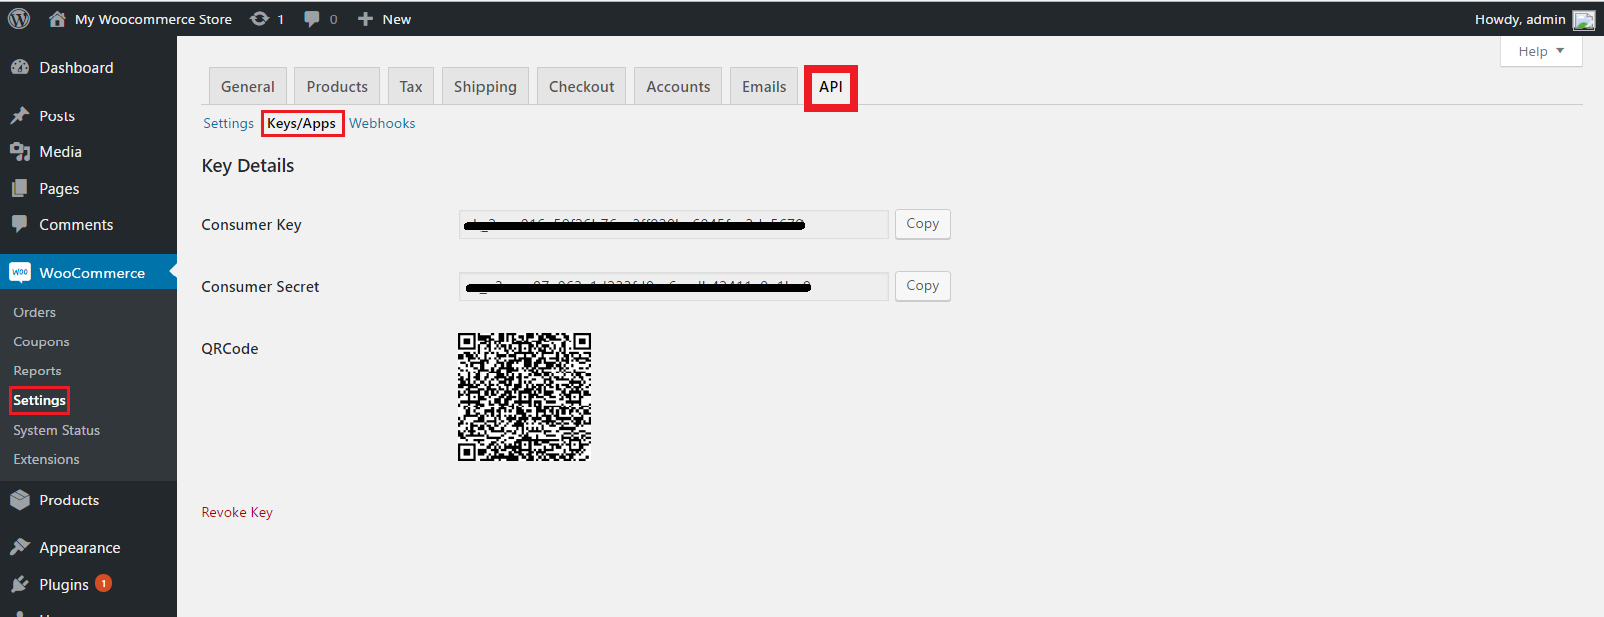 My Woocommerce Store 1 0 New Howdy, admin
Help
Dashboard
Posts
Media
Pages
Comments
woo WooCommerce
Orders
Coupons
Reports
Settings
System Status
Extensions
Products
Appearance
Plugins 1
General Products Tax Shipping Checkout Accounts Emails API
Settings Keys/Apps Webhooks
Key Details
Consumer Key Copy
Consumer Secret Copy
QRCode
Revoke Key